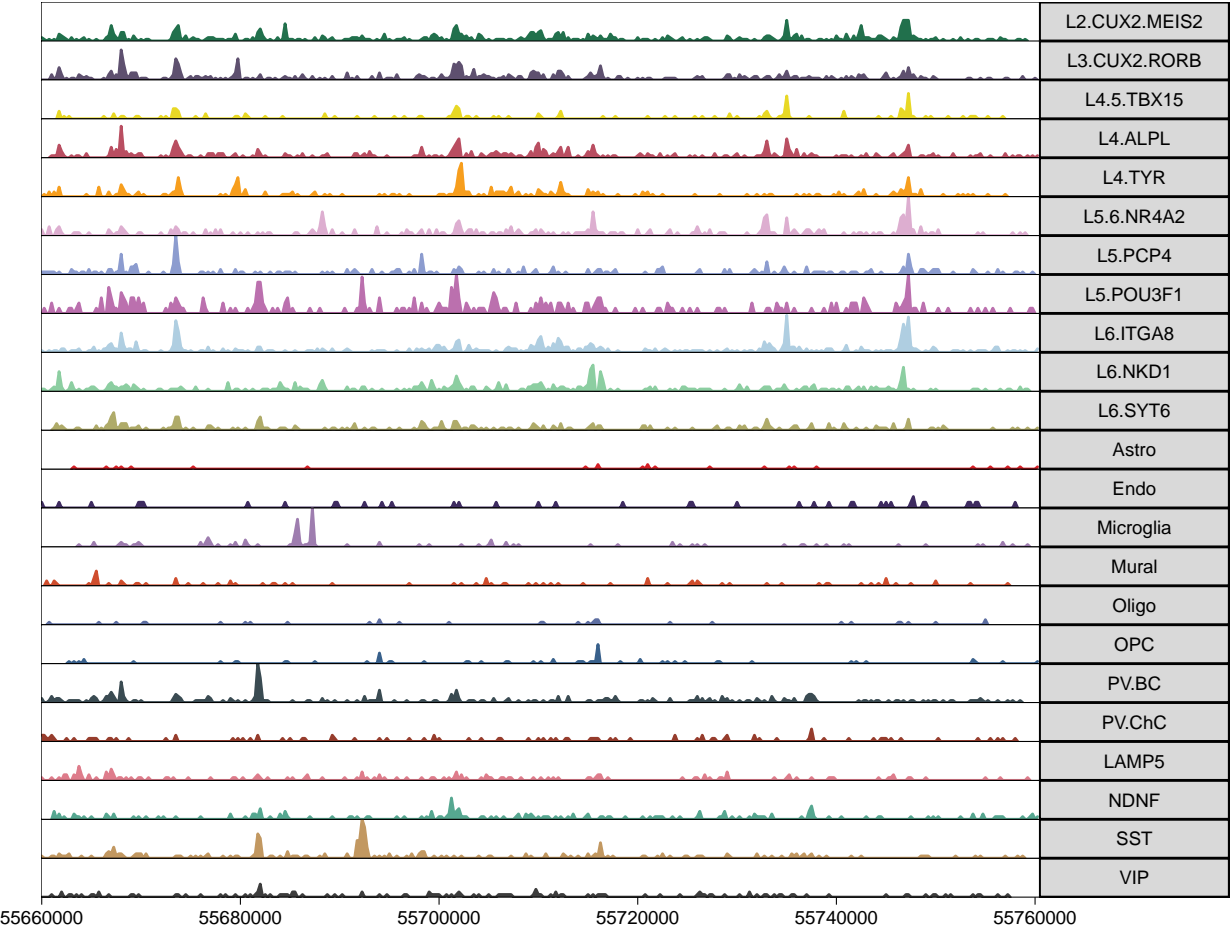 L2.CUX2.MEIS2
L3.CUX2.RORB
L4.5.TBX15
L4.ALPL
L4.TYR
L5.6.NR4A2
L5.PCP4
L5.POU3F1
L6.ITGA8
L6.NKD1
L6.SYT6
Astro
Endo
Microglia
Mural
Oligo
OPC
PV.BC
PV.ChC
LAMP5
NDNF
SST
VIP
55660000 55680000 55700000 55720000 55740000 55760000